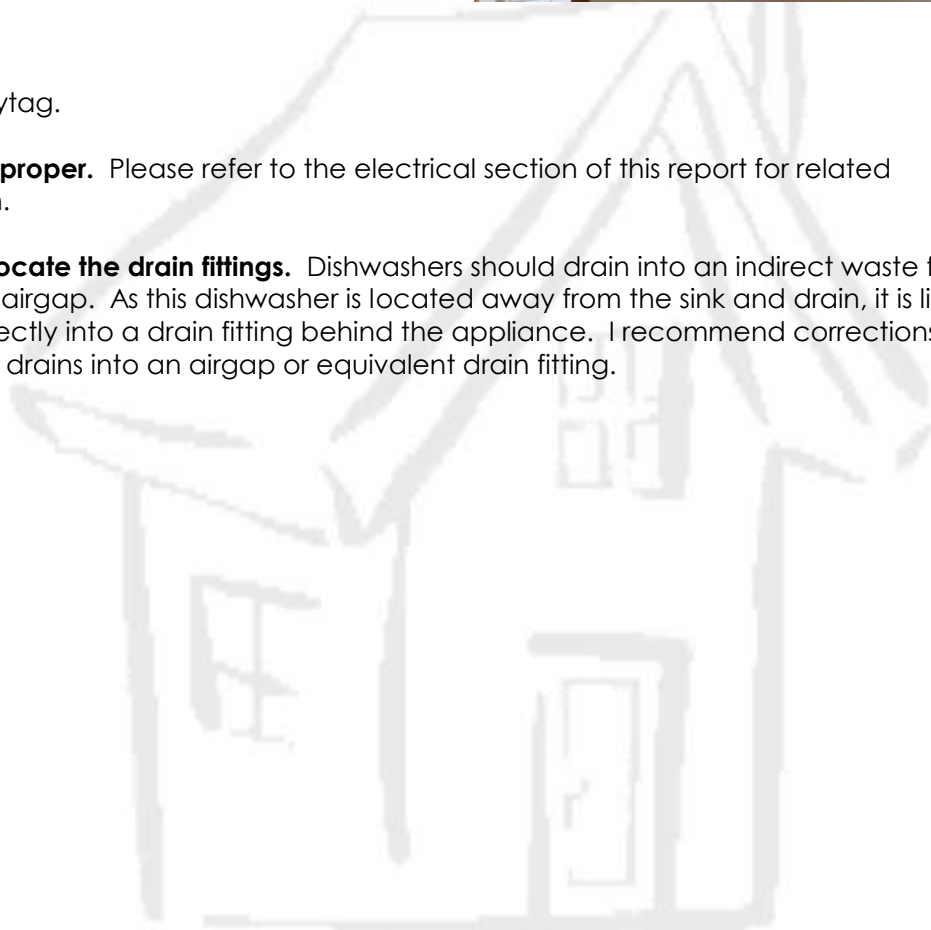 ytag.
proper. Please refer to the electrical section of this report for related
.
ocate the drain fittings. Dishwashers should drain into an indirect waste f
airgap. As this dishwasher is located away from the sink and drain, it is li
ectly into a drain fitting behind the appliance. I recommend corrections
drains into an airgap or equivalent drain fitting.